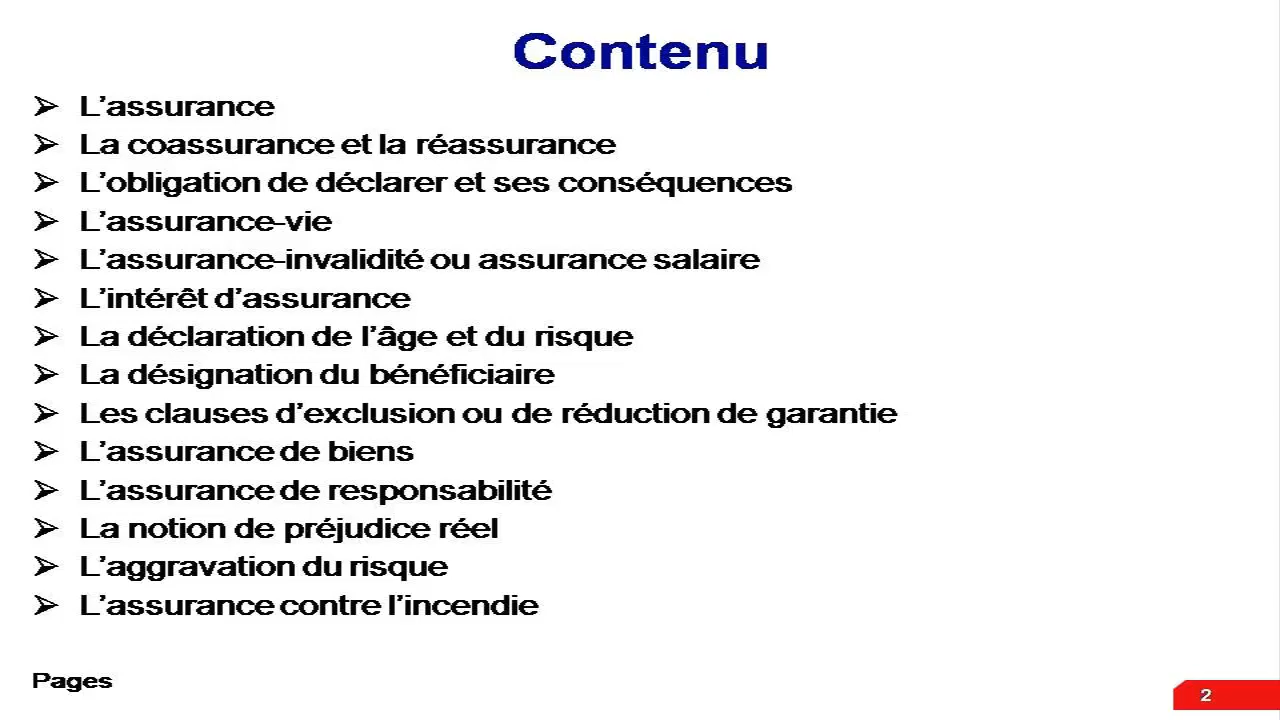 Contenu
➢ L’assurance
➢ La coassurance et la réassurance
➢ L’obligation de déclarer et ses conséquences
➢ L’assurance-vie
➢ L’assurance-invalidité ou assurance salaire
➢ L’intérêt d’assurance
➢ La déclaration de l’âge et du risque
➢ La désignation du bénéficiaire
➢ Les clauses d’exclusion ou de réduction de garantie
➢ L’assurance de biens
➢ L’assurance de responsabilité
➢ La notion de préjudice réel
➢ L’aggravation du risque
➢ L’assurance contre l’incendie
Pages
2